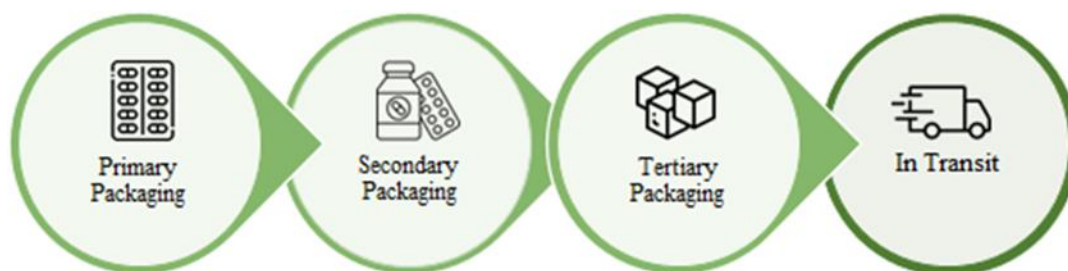 Primary
Packaging
Secondary
Packaging
Tertiary
Packaging
In Transit